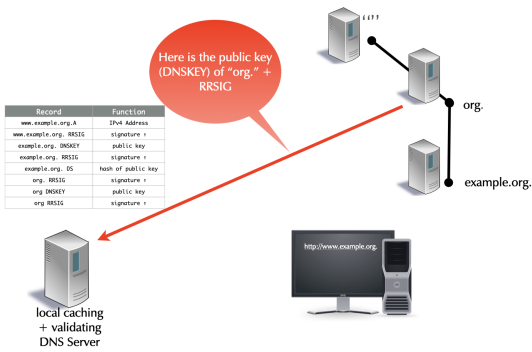 “”
Here is the public key
(DNSKEY) of “org.” +
RRSIG
org.
Record Function
www.example.org.A IPv4 Address
www.example.org. RRSIG signature ↑
example.org. DNSKEY public key
example.org. RRSIG signature ↑
example.org. DS hash of public key
org. RRSIG signature ↑
org DNSKEY public key
org RRSIG signature ↑
example.org.
http://www.example.org.
local caching
+ validating
DNS Server